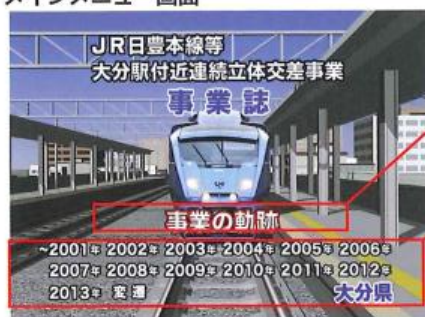 メインメニュー画面
JR日豊本線等
大分駅付近連続立体交差事業
事業誌
事業の軌跡
~2001年 2002年 2003年 2004年 2005年 2006年
2007年 2008年 2009年 2010年 2011年 2012年
2013年 変遷
大分県